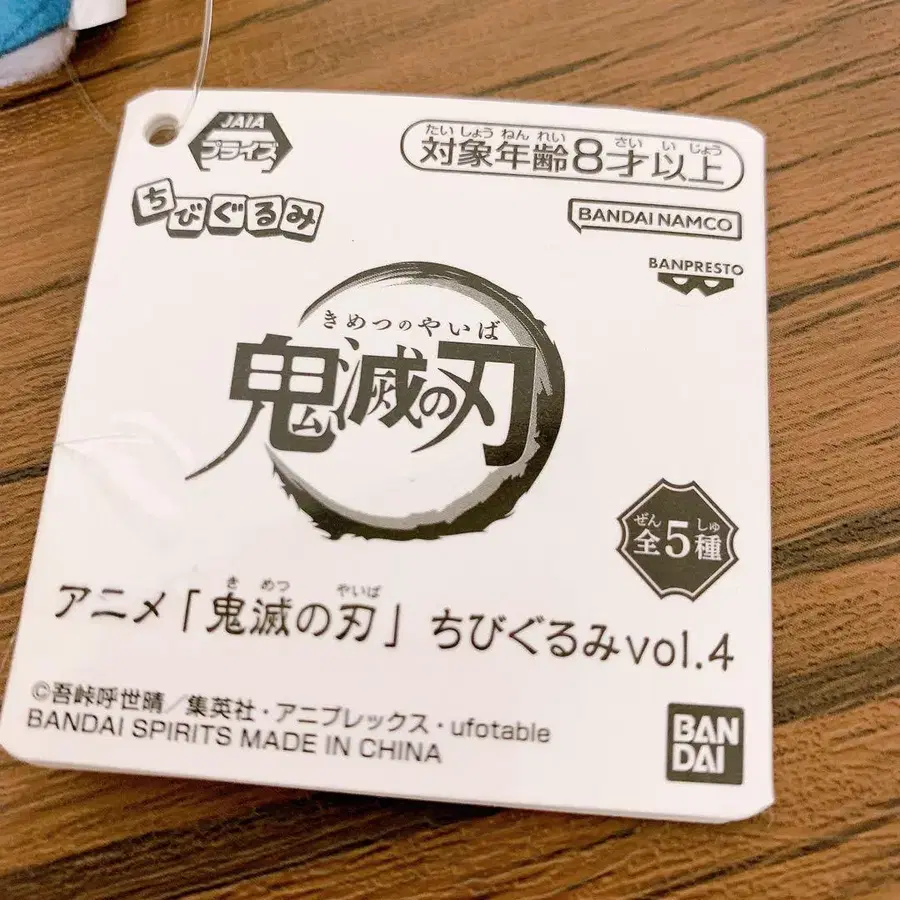 JAIA
プライズ
たいしょうねんれい さいいじょう
対象年齢8才以上
ちびぐるみ
BANDAI NAMCO
BANPRESTO
きめつのやいば
鬼滅の刃
ぜん しゅ
全5種
きめつ やいば
アニメ「鬼滅の刃」ちびぐるみvol.4
©吾峠呼世晴／集英社・アニプレックス・ufotable
BANDAI SPIRITS MADE IN CHINA
BAN
DAI